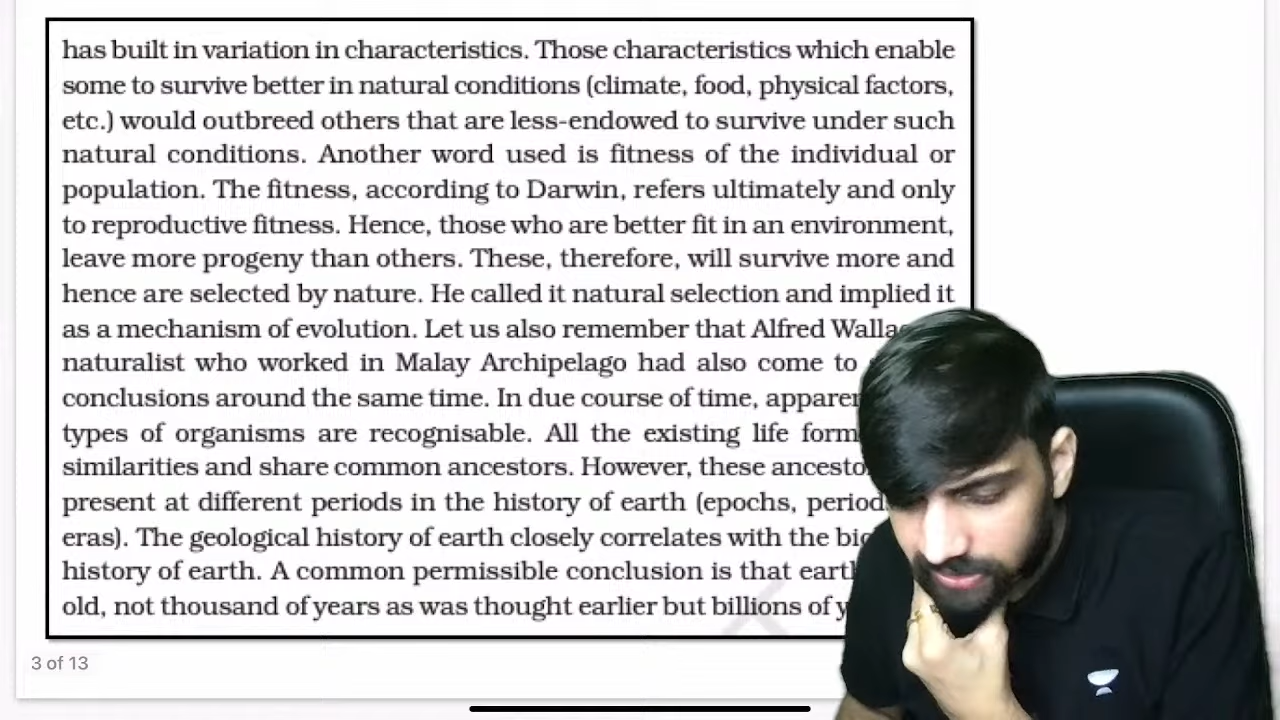 has built in variation in characteristics. Those characteristics which enable
some to survive better in natural conditions (climate, food, physical factors,
etc.) would outbreed others that are less-endowed to survive under such
natural conditions. Another word used is fitness of the individual or
population. The fitness, according to Darwin, refers ultimately and only
to reproductive fitness. Hence, those who are better fit in an environment,
leave more progeny than others. These, therefore, will survive more and
hence are selected by nature. He called it natural selection and implied it
as a mechanism of evolution. Let us also remember that Alfred
naturalist who worked in Malay Archipelago had also come to
conclusions around the same time. In due course of time,
types of organisms are recognisable. All the existing life
similarities and share common ancestors. However, these
present at different periods in the history of earth (epochs,
eras). The geological history of earth closely correlates with the
history of earth. A common permissible conclusion is that
old, not thousand of years as was thought earlier but billions of
3 of 13